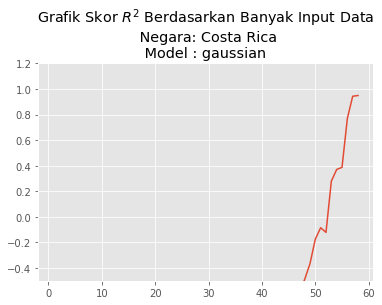 Grafik Skor R² Berdasarkan Banyak Input Data
Negara: Costa Rica
Model : gaussian
1.2
1.0
0.8
0.6
0.4
0.2
0.0
−0.2
−0.4
0 10 20 30 40 50 60